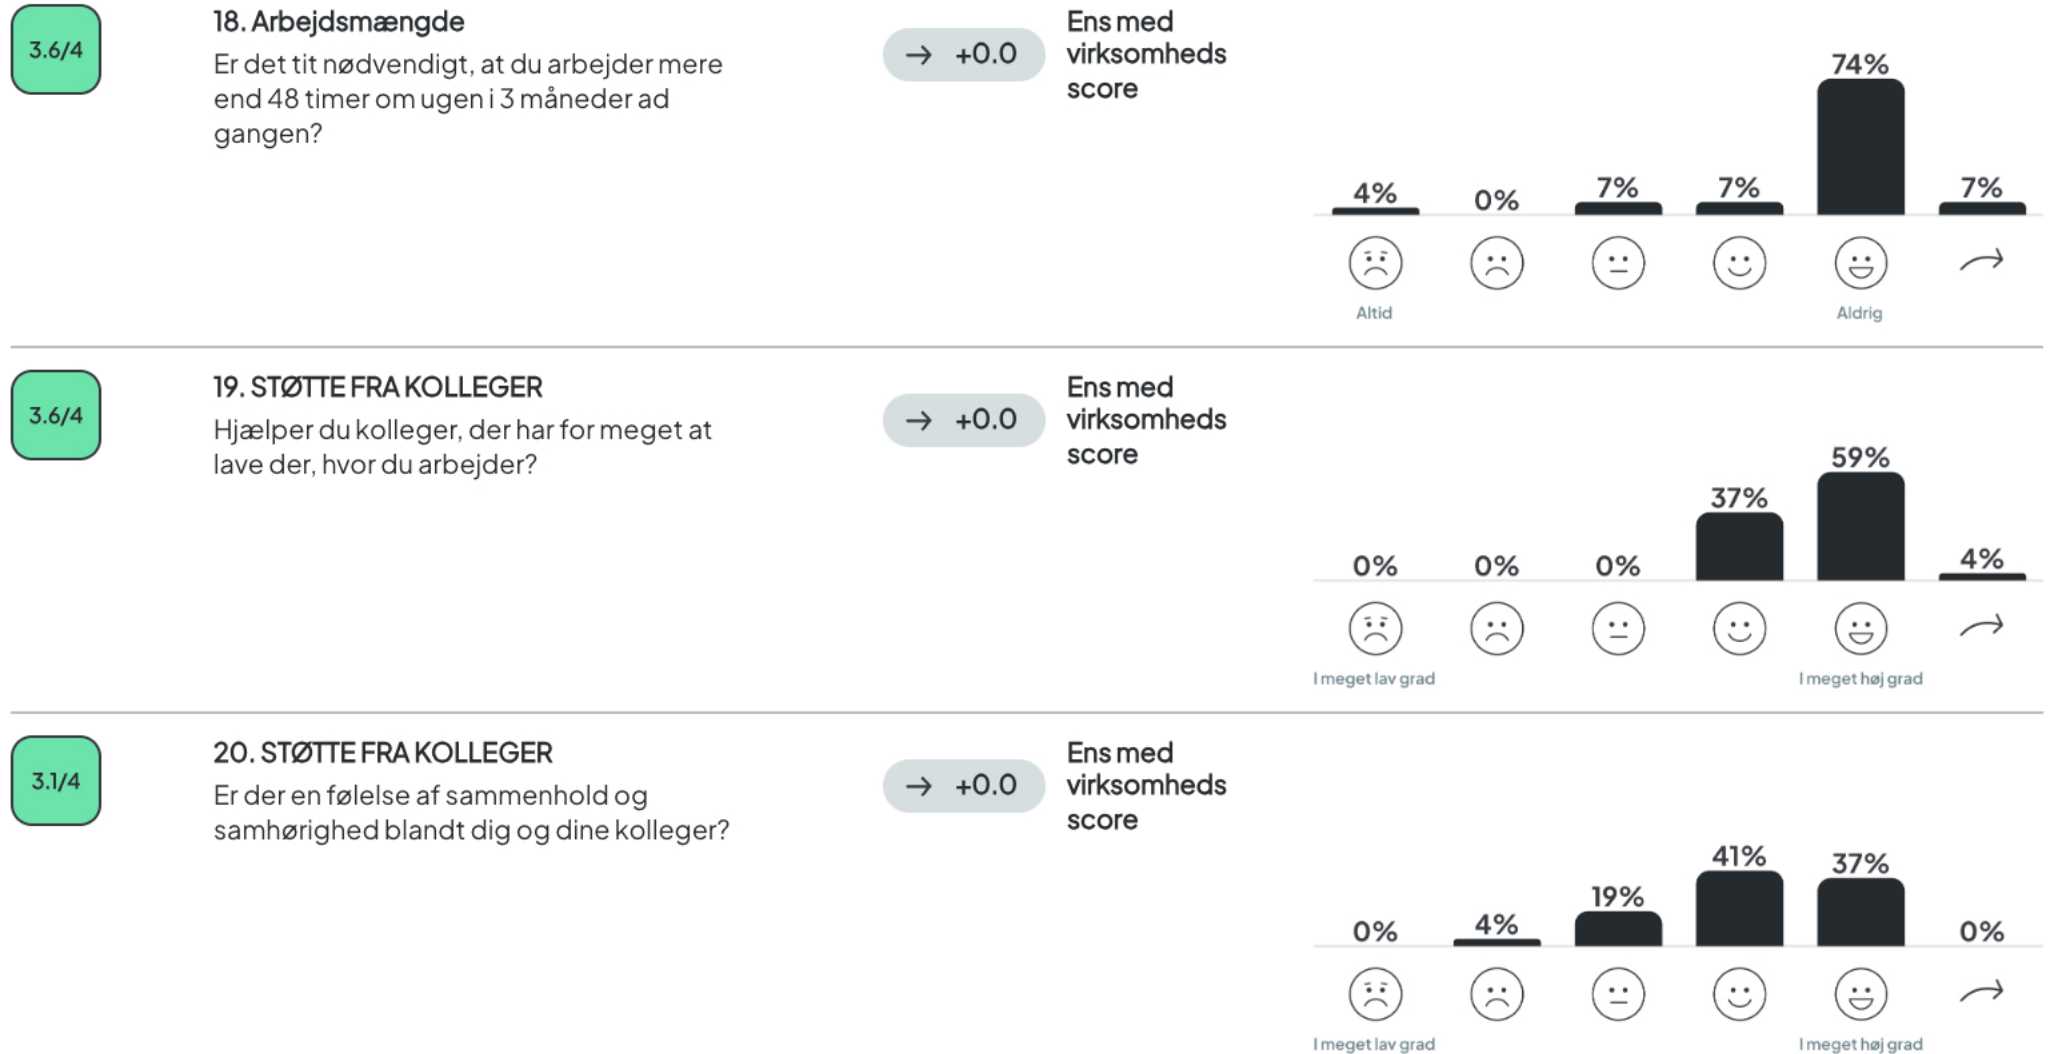 3.6/4
18. Arbejdsmængde
Er det tit nødvendigt, at du arbejder mere
end 48 timer om ugen i 3 måneder ad
gangen?
→ +0.0
Ens med
virksomheds
score
4%
0%
7%
7%
74%
7%
Altid
Aldrig
3.6/4
19. STØTTE FRA KOLLEGER
Hjælper du kolleger, der har for meget at
lave der, hvor du arbejder?
→ +0.0
Ens med
virksomheds
score
0%
0%
0%
37%
59%
4%
I meget lav grad
I meget høj grad
3.1/4
20. STØTTE FRA KOLLEGER
Er der en følelse af sammenhold og
samhørighed blandt dig og dine kolleger?
→ +0.0
Ens med
virksomheds
score
0%
4%
19%
41%
37%
0%
I meget lav grad
I meget høj grad